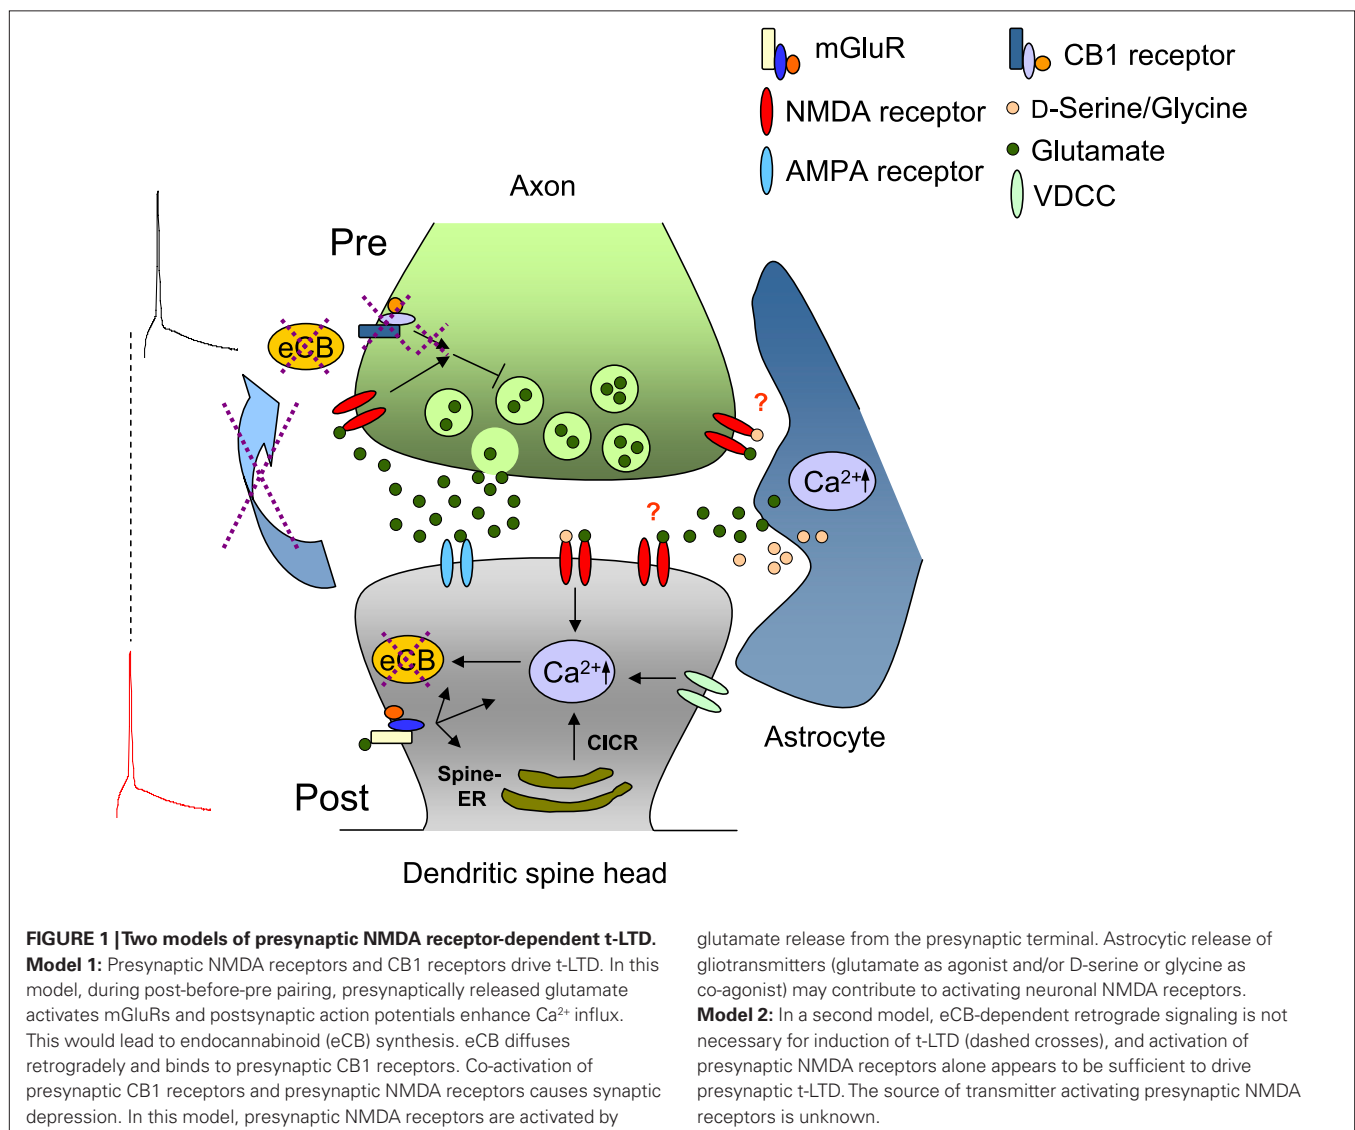 mGluR
CB1 receptor
NMDA receptor
D-Serine/Glycine
AMPA receptor
Glutamate
VDCC
Axon
Pre
eCB
?
Ca²⁺
?
eCB
Ca²⁺
CICR
Spine-
ER
Astrocyte
Post
Dendritic spine head
FIGURE 1 | Two models of presynaptic NMDA receptor-dependent t-LTD.
Model 1: Presynaptic NMDA receptors and CB1 receptors drive t-LTD. In this
model, during post-before-pre pairing, presynaptically released glutamate
activates mGluRs and postsynaptic action potentials enhance Ca²⁺ influx.
This would lead to endocannabinoid (eCB) synthesis. eCB diffuses
retrogradely and binds to presynaptic CB1 receptors. Co-activation of
presynaptic CB1 receptors and presynaptic NMDA receptors causes synaptic
depression. In this model, presynaptic NMDA receptors are activated by
glutamate release from the presynaptic terminal. Astrocytic release of
gliotransmitters (glutamate as agonist and/or D-serine or glycine as
co-agonist) may contribute to activating neuronal NMDA receptors.
Model 2: In a second model, eCB-dependent retrograde signaling is not
necessary for induction of t-LTD (dashed crosses), and activation of
presynaptic NMDA receptors alone appears to be sufficient to drive
presynaptic t-LTD. The source of transmitter activating presynaptic NMDA
receptors is unknown.